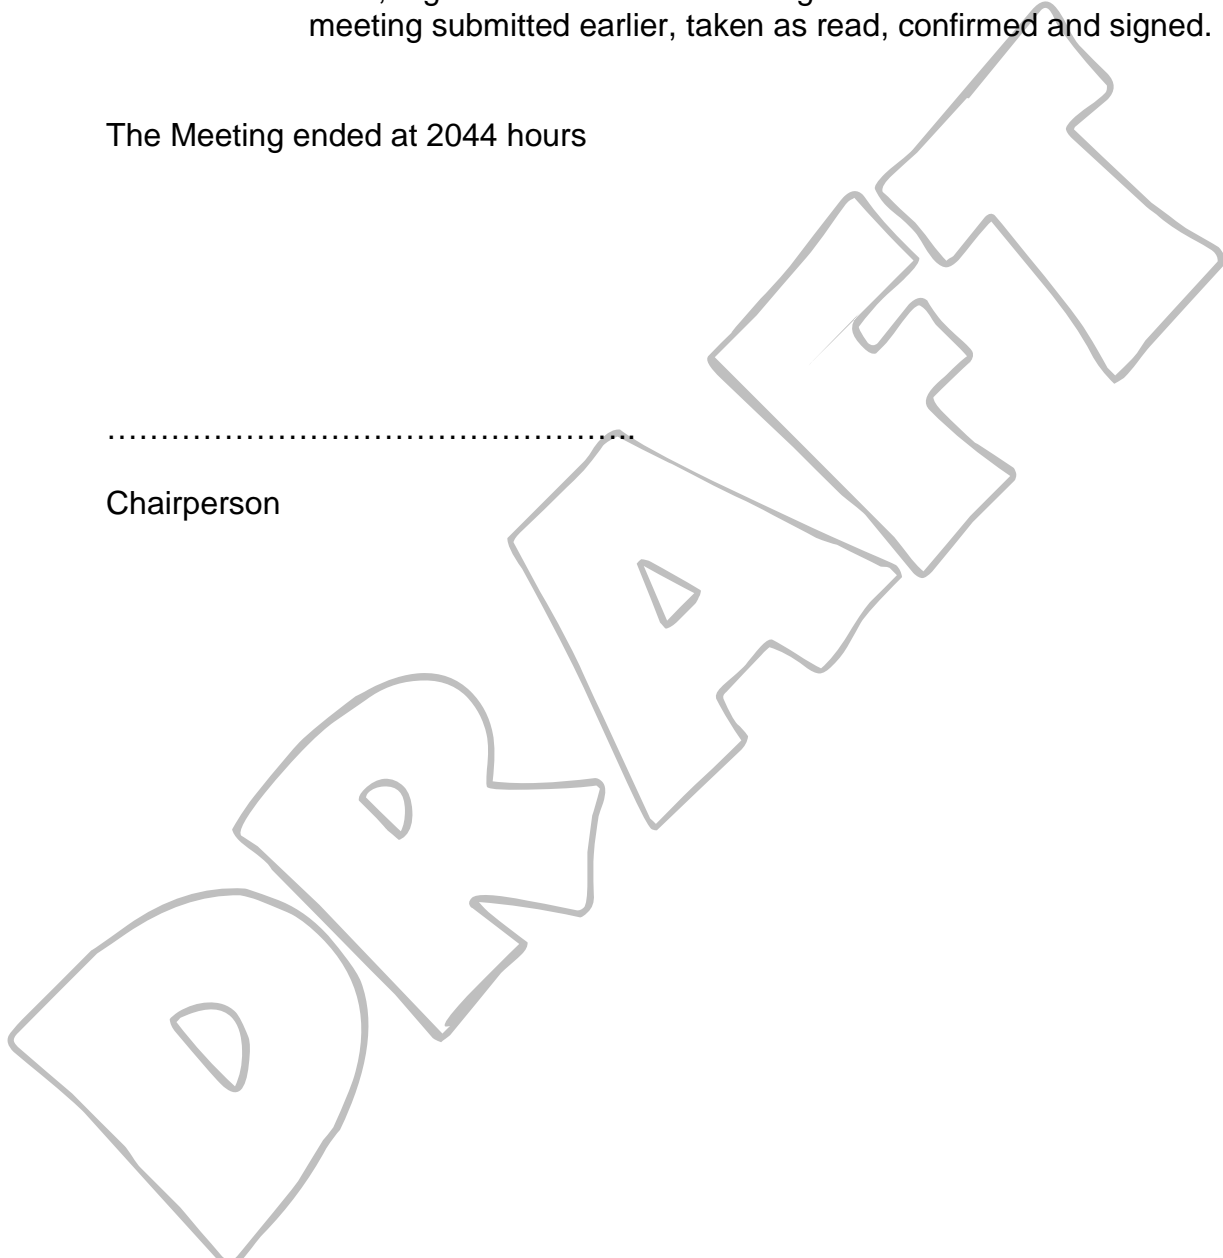 meeting submitted earlier, taken as read, confirmed and signed.
The Meeting ended at 2044 hours
……………………………………………..
Chairperson
DRAFT